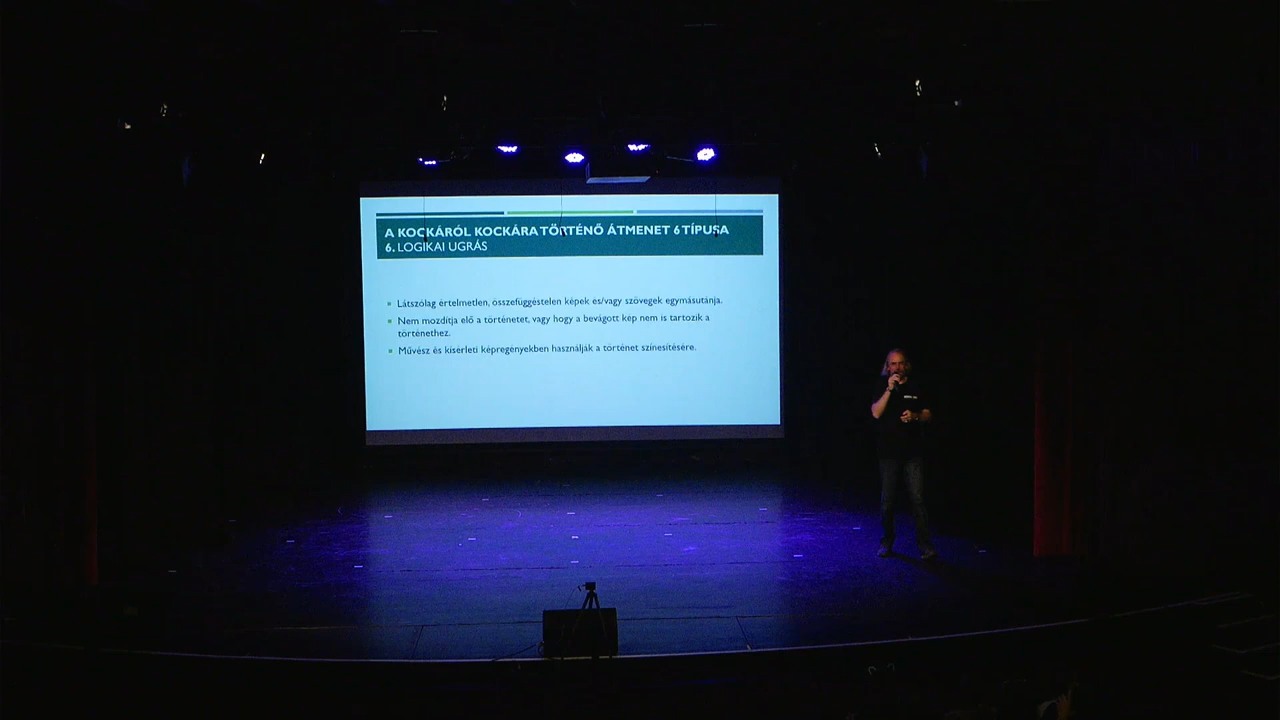 A KOCKÁRÓL KOCKÁRA TÖRTÉNŐ ÁTMENET 6 TÍPUSA
6. LOGIKAI UGRÁS
Látszólag értelmetlen, összefüggéstelen képek es/vagy szövegek egymásutánja.
Nem mozdítja elő a történetet, vagy hogy a bevágott kép nem is tartozik a
történethez.
Művész és kísérleti képregényekben használják a történet színesítésére.